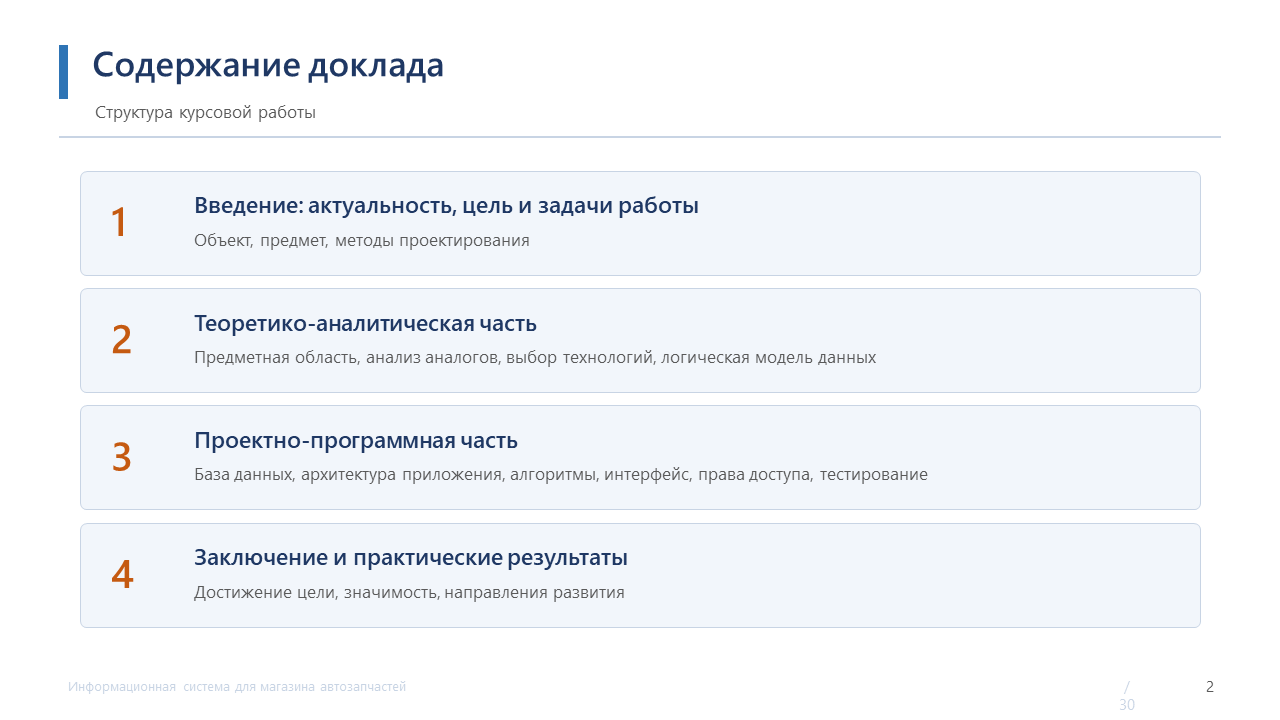 Содержание доклада
Структура курсовой работы
1
Введение: актуальность, цель и задачи работы
Объект, предмет, методы проектирования
2
Теоретико-аналитическая часть
Предметная область, анализ аналогов, выбор технологий, логическая модель данных
3
Проектно-программная часть
База данных, архитектура приложения, алгоритмы, интерфейс, права доступа, тестирование
4
Заключение и практические результаты
Достижение цели, значимость, направления развития
Информационная система для магазина автозапчастей
/
30
2